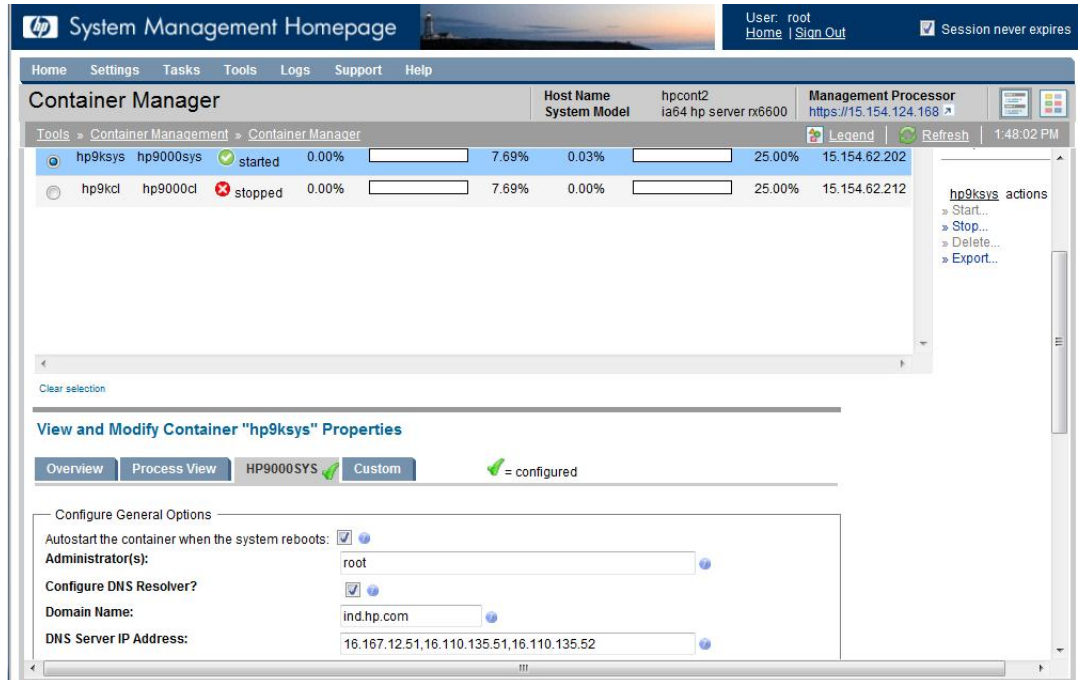 hp System Management Homepage
User: root
Home | Sign Out
Session never expires
Home Settings Tasks Tools Logs Support Help
Container Manager
Host Name hpcont2
System Model ia64 hp server rx6600
Management Processor
https://15.154.124.168
Tools » Container Management » Container Manager
Legend | Refresh | 1:48:02 PM
hp9ksys hp9000sys started 0.00% 7.69% 0.03% 25.00% 15.154.62.202
hp9kcl hp9000cl stopped 0.00% 7.69% 0.00% 25.00% 15.154.62.212
hp9ksys actions
» Start...
» Stop...
» Delete...
» Export...
Clear selection
View and Modify Container "hp9ksys" Properties
Overview Process View HP9000SYS Custom = configured
Configure General Options
Autostart the container when the system reboots:
Administrator(s): root
Configure DNS Resolver?
Domain Name: ind.hp.com
DNS Server IP Address: 16.167.12.51,16.110.135.51,16.110.135.52